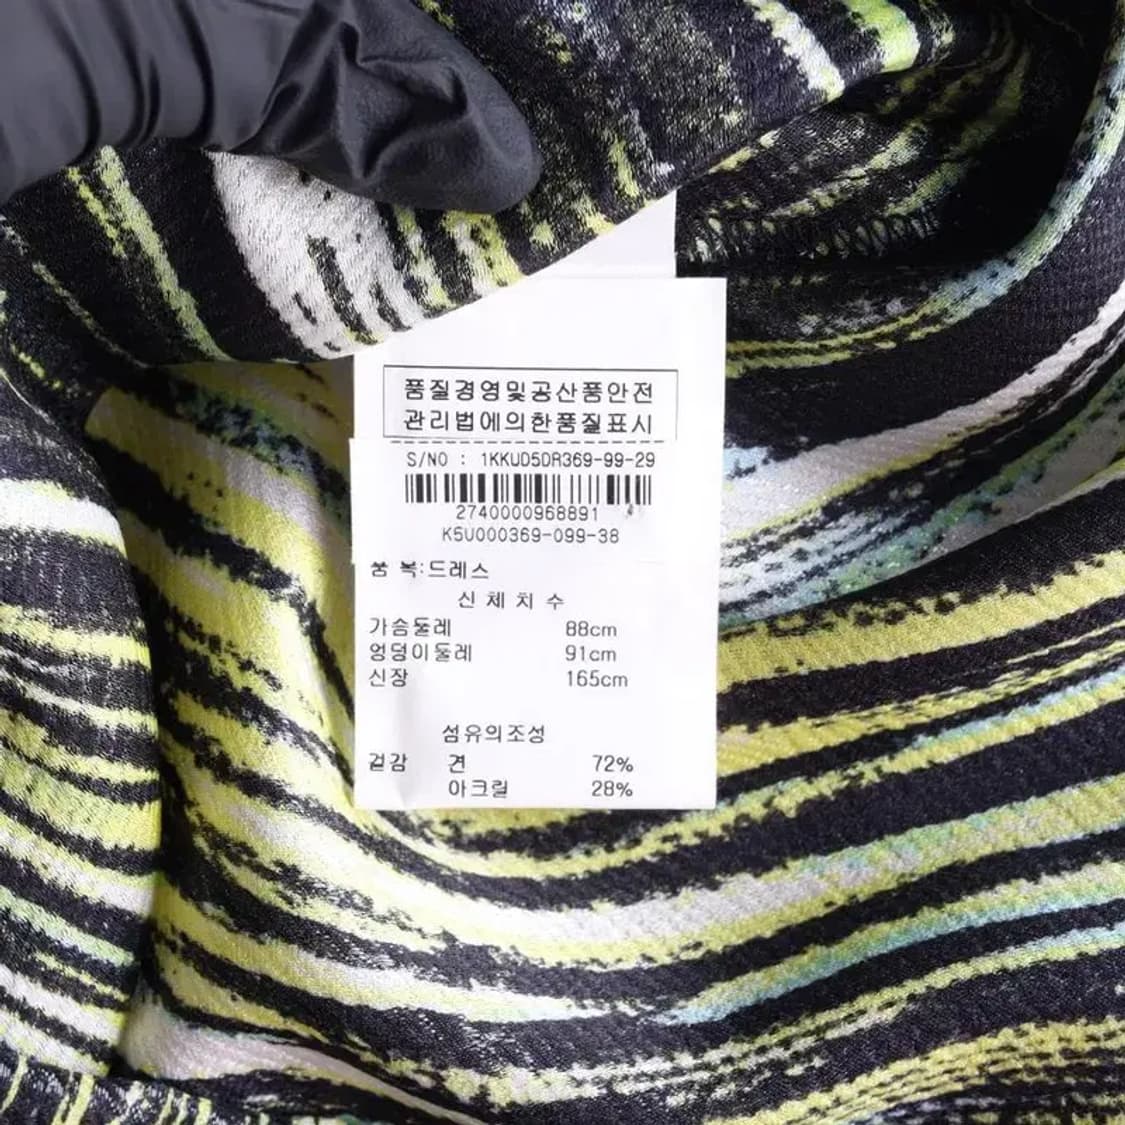 품질경영및공산품안전
관리법에의한품질표시
S/NO : 1KKUD5DR369-99-29
2740000968891
K5U000369-099-38
품 목:드레스
신 체 치 수
가슴둘레 88cm
엉덩이둘레 91cm
신장 165cm
섬유의조성
겉감 견 72%
아크릴 28%